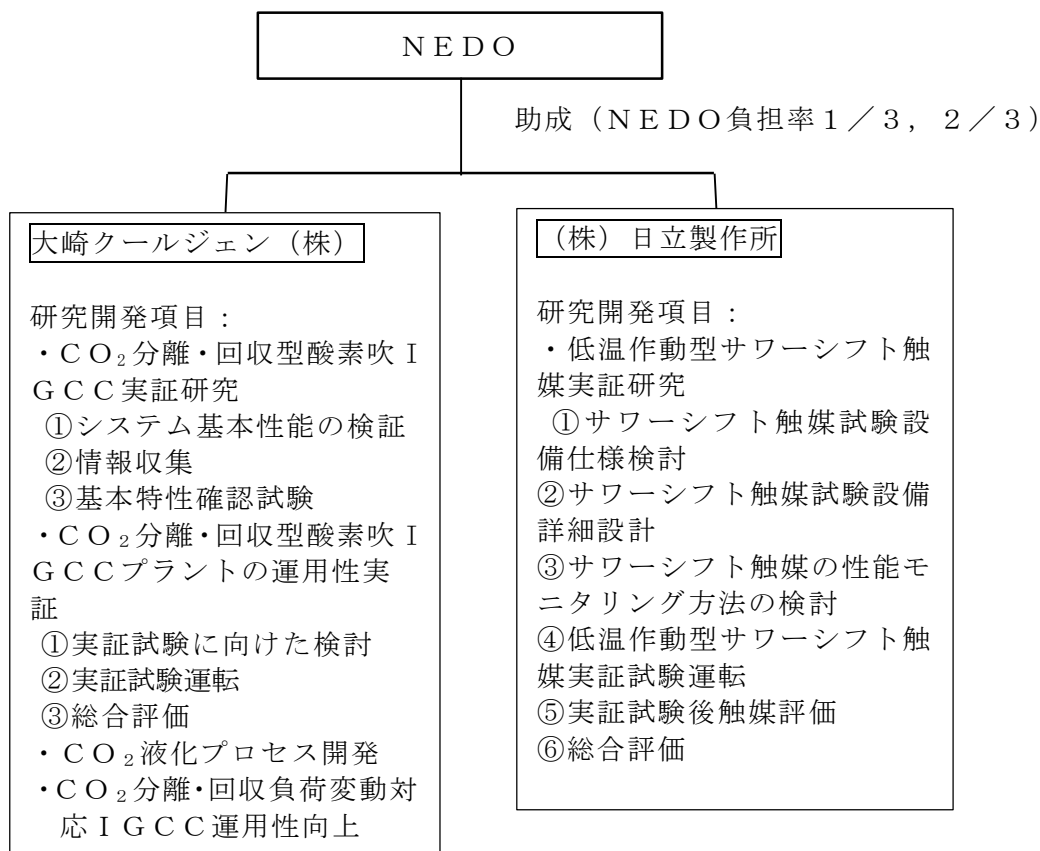 ＮＥＤＯ
助成（ＮＥＤＯ負担率１／３，２／３）
大崎クールジェン（株）
研究開発項目：
・ＣＯ₂分離・回収型酸素吹Ｉ
ＧＣＣ実証研究
①システム基本性能の検証
②情報収集
③基本特性確認試験
・ＣＯ₂分離・回収型酸素吹Ｉ
ＧＣＣプラントの運用性実
証
①実証試験に向けた検討
②実証試験運転
③総合評価
・ＣＯ₂液化プロセス開発
・ＣＯ₂分離・回収負荷変動対
応ＩＧＣＣ運用性向上
（株）日立製作所
研究開発項目：
・低温作動型サワーシフト触
媒実証研究
①サワーシフト触媒試験設
備仕様検討
②サワーシフト触媒試験設備
詳細設計
③サワーシフト触媒の性能モ
ニタリング方法の検討
④低温作動型サワーシフト触
媒実証試験運転
⑤実証試験後触媒評価
⑥総合評価